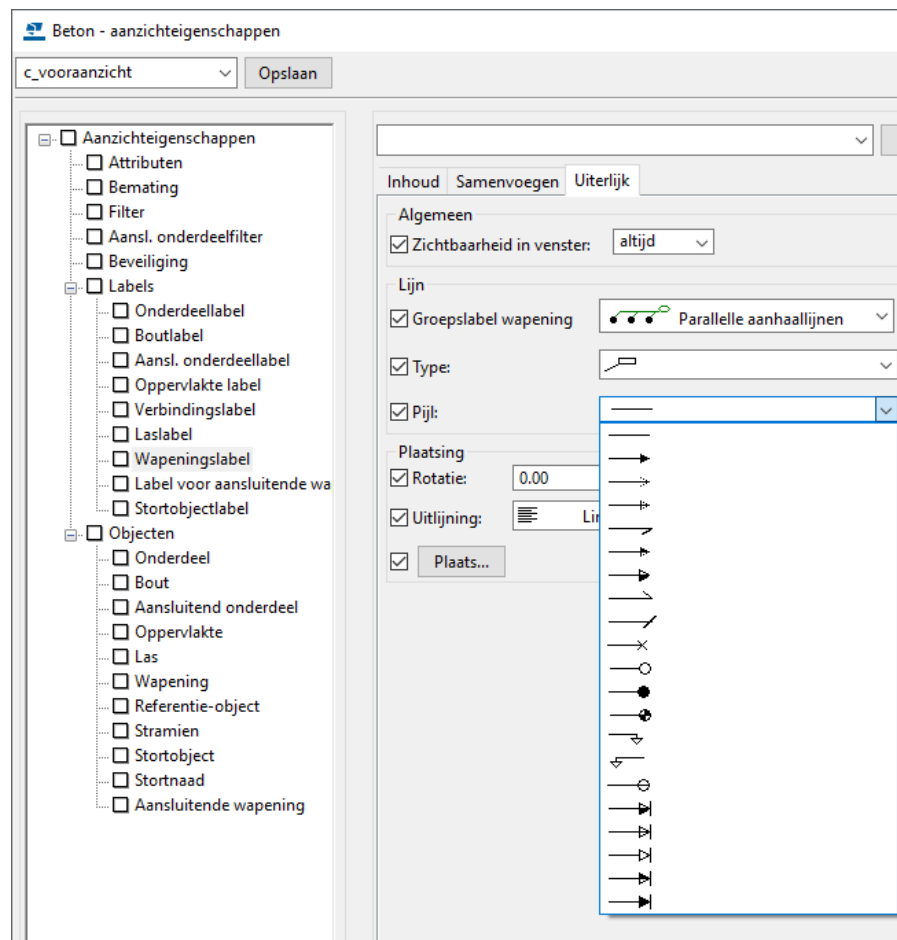 Beton - aanzichteigenschappen
c_vooraanzicht
Opslaan
Aanzichteigenschappen
Attributen
Bemating
Filter
Aansl. onderdeelfilter
Beveiliging
Labels
Onderdeellabel
Boutlabel
Aansl. onderdeellabel
Oppervlakte label
Verbindingslabel
Laslabel
Wapeningslabel
Label voor aansluitende wa
Stortobjectlabel
Objecten
Onderdeel
Bout
Aansluitend onderdeel
Oppervlakte
Las
Wapening
Referentie-object
Stramien
Stortobject
Stortnaad
Aansluitende wapening
Inhoud Samenvoegen Uiterlijk
Algemeen
Zichtbaarheid in venster: altijd
Lijn
Groepslabel wapening Parallelle aanhaallijnen
Type:
Pijl:
Plaatsing
Rotatie: 0.00
Uitlijning:
Plaats...